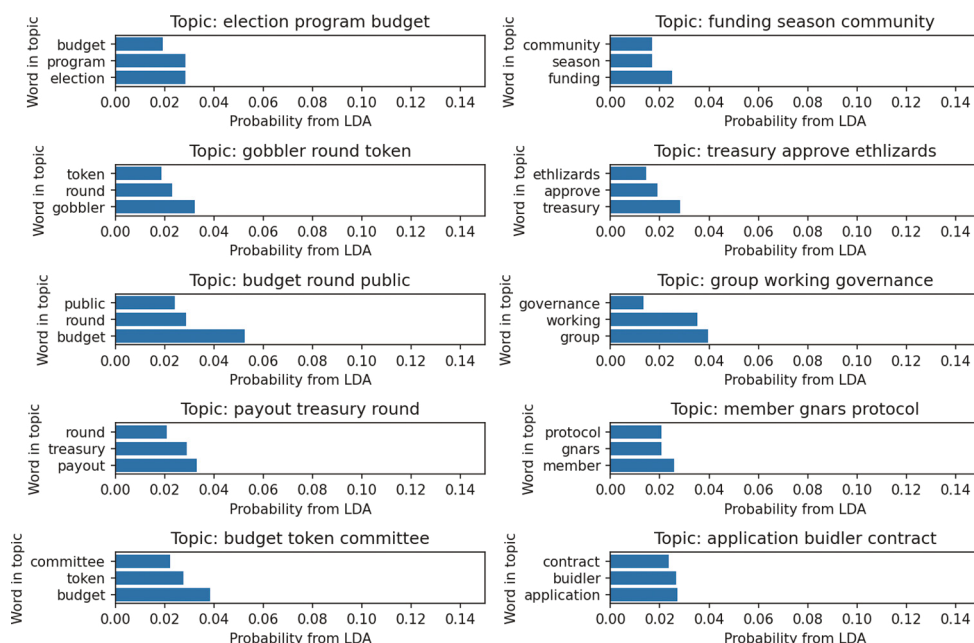 Topic: election program budget
Word in topic
budget
program
election
0.00 0.02 0.04 0.06 0.08 0.10 0.12 0.14
Probability from LDA
Topic: funding season community
Word in topic
community
season
funding
0.00 0.02 0.04 0.06 0.08 0.10 0.12 0.14
Probability from LDA
Topic: gobbler round token
Word in topic
token
round
gobbler
0.00 0.02 0.04 0.06 0.08 0.10 0.12 0.14
Probability from LDA
Topic: treasury approve ethlizards
Word in topic
ethlizards
approve
treasury
0.00 0.02 0.04 0.06 0.08 0.10 0.12 0.14
Probability from LDA
Topic: budget round public
Word in topic
public
round
budget
0.00 0.02 0.04 0.06 0.08 0.10 0.12 0.14
Probability from LDA
Topic: group working governance
Word in topic
governance
working
group
0.00 0.02 0.04 0.06 0.08 0.10 0.12 0.14
Probability from LDA
Topic: payout treasury round
Word in topic
round
treasury
payout
0.00 0.02 0.04 0.06 0.08 0.10 0.12 0.14
Probability from LDA
Topic: member gnars protocol
Word in topic
protocol
gnars
member
0.00 0.02 0.04 0.06 0.08 0.10 0.12 0.14
Probability from LDA
Topic: budget token committee
Word in topic
committee
token
budget
0.00 0.02 0.04 0.06 0.08 0.10 0.12 0.14
Probability from LDA
Topic: application buidler contract
Word in topic
contract
buidler
application
0.00 0.02 0.04 0.06 0.08 0.10 0.12 0.14
Probability from LDA